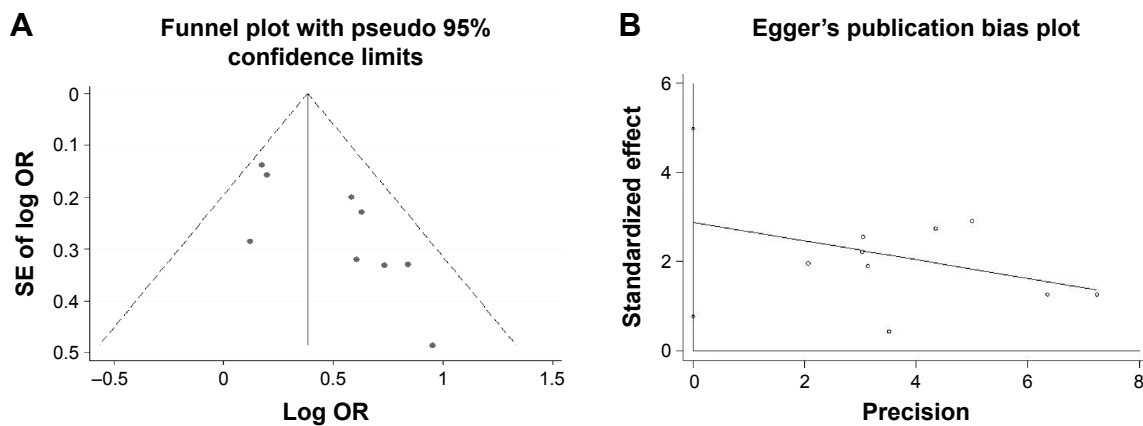 A
Funnel plot with pseudo 95%
confidence limits
SE of log OR
0
0.1
0.2
0.3
0.4
0.5
–0.5
0
0.5
1
1.5
Log OR
B
Egger’s publication bias plot
Standardized effect
6
4
2
0
0
2
4
6
8
Precision